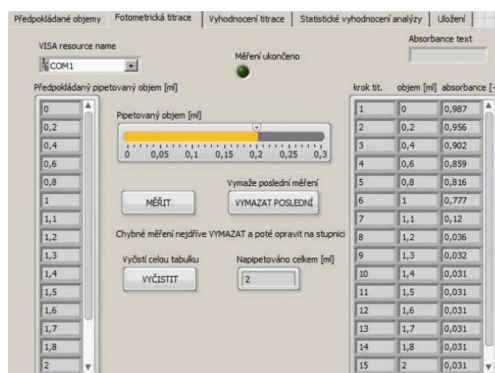 Předpokládané objemy Fotometrická titrace Vyhodnocení titrace Statistické vyhodnocení analýzy Uložení
VISA resource name
COM1
Měření ukončeno
Absorbance text
Předpokládaný pipetovaný objem [ml]
0
0,2
0,4
0,6
0,8
1
1,1
1,2
1,3
1,4
1,5
1,6
1,7
1,8
2
Pipetovaný objem [ml]
0 0,05 0,1 0,15 0,2 0,25 0,3
MĚŘIT
Vymaže poslední měření
VYMAZAT POSLEDNÍ
Chybné měření nejdříve VYMAZAT a poté opravit na stupnici
Vyčistí celou tabulku
VYČISTIT
Napipetováno celkem [ml]
2
krok tit. objem [ml] absorbance [-
1 0 0,987
2 0,2 0,956
3 0,4 0,902
4 0,6 0,859
5 0,8 0,816
6 1 0,777
7 1,1 0,12
8 1,2 0,036
9 1,3 0,032
10 1,4 0,031
11 1,5 0,031
12 1,6 0,031
13 1,7 0,031
14 1,8 0,031
15 2 0,031